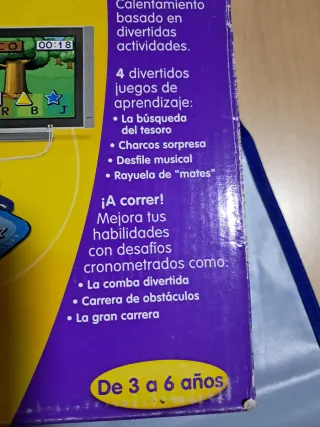 Calentamiento
basado en
divertidas
actividades.
4 divertidos
juegos de
aprendizaje:
• La búsqueda
del tesoro
• Charcos sorpresa
• Desfile musical
• Rayuela de "mates"
¡A correr!
Mejora tus
habilidades
con desafíos
cronometrados como:
• La comba divertida
• Carrera de obstáculos
• La gran carrera
De 3 a 6 años
CO 00:18
R B J